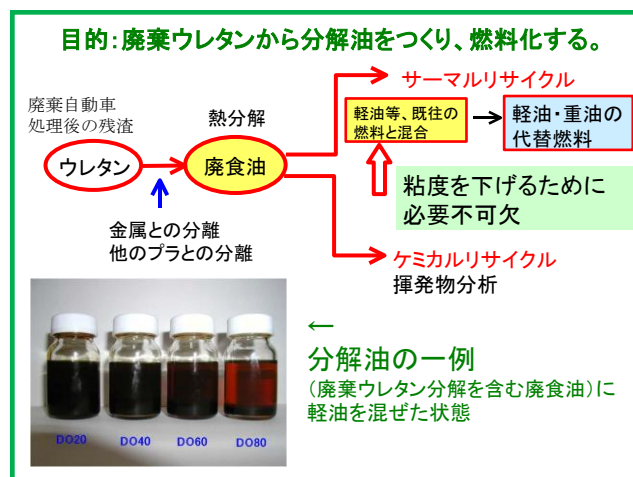 目的:廃棄ウレタンから分解油をつくり、燃料化する。
サーマルリサイクル
廃棄自動車
処理後の残渣
熱分解
軽油等、既往の
燃料と混合
軽油・重油の
代替燃料
ウレタン
廃食油
粘度を下げるために
必要不可欠
金属との分離
他のプラとの分離
ケミカルリサイクル
揮発物分析
←
分解油の一例
(廃棄ウレタン分解を含む廃食油)に
軽油を混ぜた状態
DO20 DO40 DO60 DO80